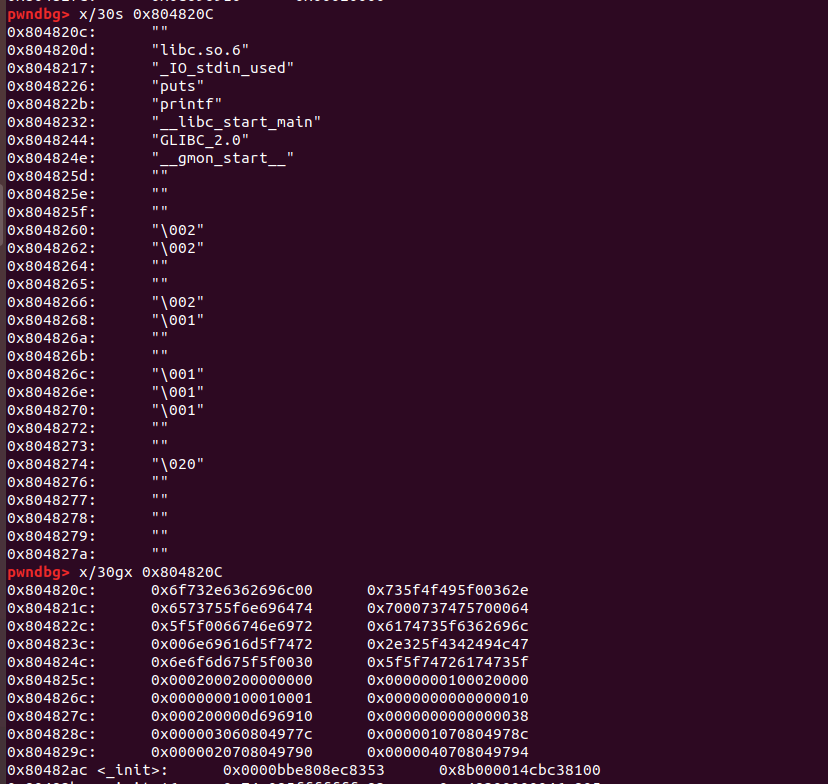 pwndbg> x/30s 0x804820C
0x804820c: ""
0x804820d: "libc.so.6"
0x8048217: "_IO_stdin_used"
0x8048226: "puts"
0x804822b: "printf"
0x8048232: "__libc_start_main"
0x8048244: "GLIBC_2.0"
0x804824e: "__gmon_start__"
0x804825d: ""
0x804825e: ""
0x804825f: ""
0x8048260: "\002"
0x8048262: "\002"
0x8048264: ""
0x8048265: ""
0x8048266: "\002"
0x8048268: "\001"
0x804826a: ""
0x804826b: ""
0x804826c: "\001"
0x804826e: "\001"
0x8048270: "\001"
0x8048272: ""
0x8048273: ""
0x8048274: "\020"
0x8048276: ""
0x8048277: ""
0x8048278: ""
0x8048279: ""
0x804827a: ""
pwndbg> x/30gx 0x804820C
0x804820c: 0x6f732e6362696c00 0x735f4f495f00362e
0x804821c: 0x6573755f6e696474 0x7000737475700064
0x804822c: 0x5f5f0066746e6972 0x6174735f6362696c
0x804823c: 0x006e69616d5f7472 0x2e325f4342494c47
0x804824c: 0x6e6f6d675f5f0030 0x5f5f74726174735f
0x804825c: 0x0002000200000000 0x0000000100020000
0x804826c: 0x0000000100010001 0x0000000000000010
0x804827c: 0x000200000d696910 0x0000000000000038
0x804828c: 0x000003060804977c 0x000001070804978c
0x804829c: 0x0000020708049790 0x0000040708049794
0x80482ac <_init>: 0x0000bbe808ec8353 0x8b000014cbc38100